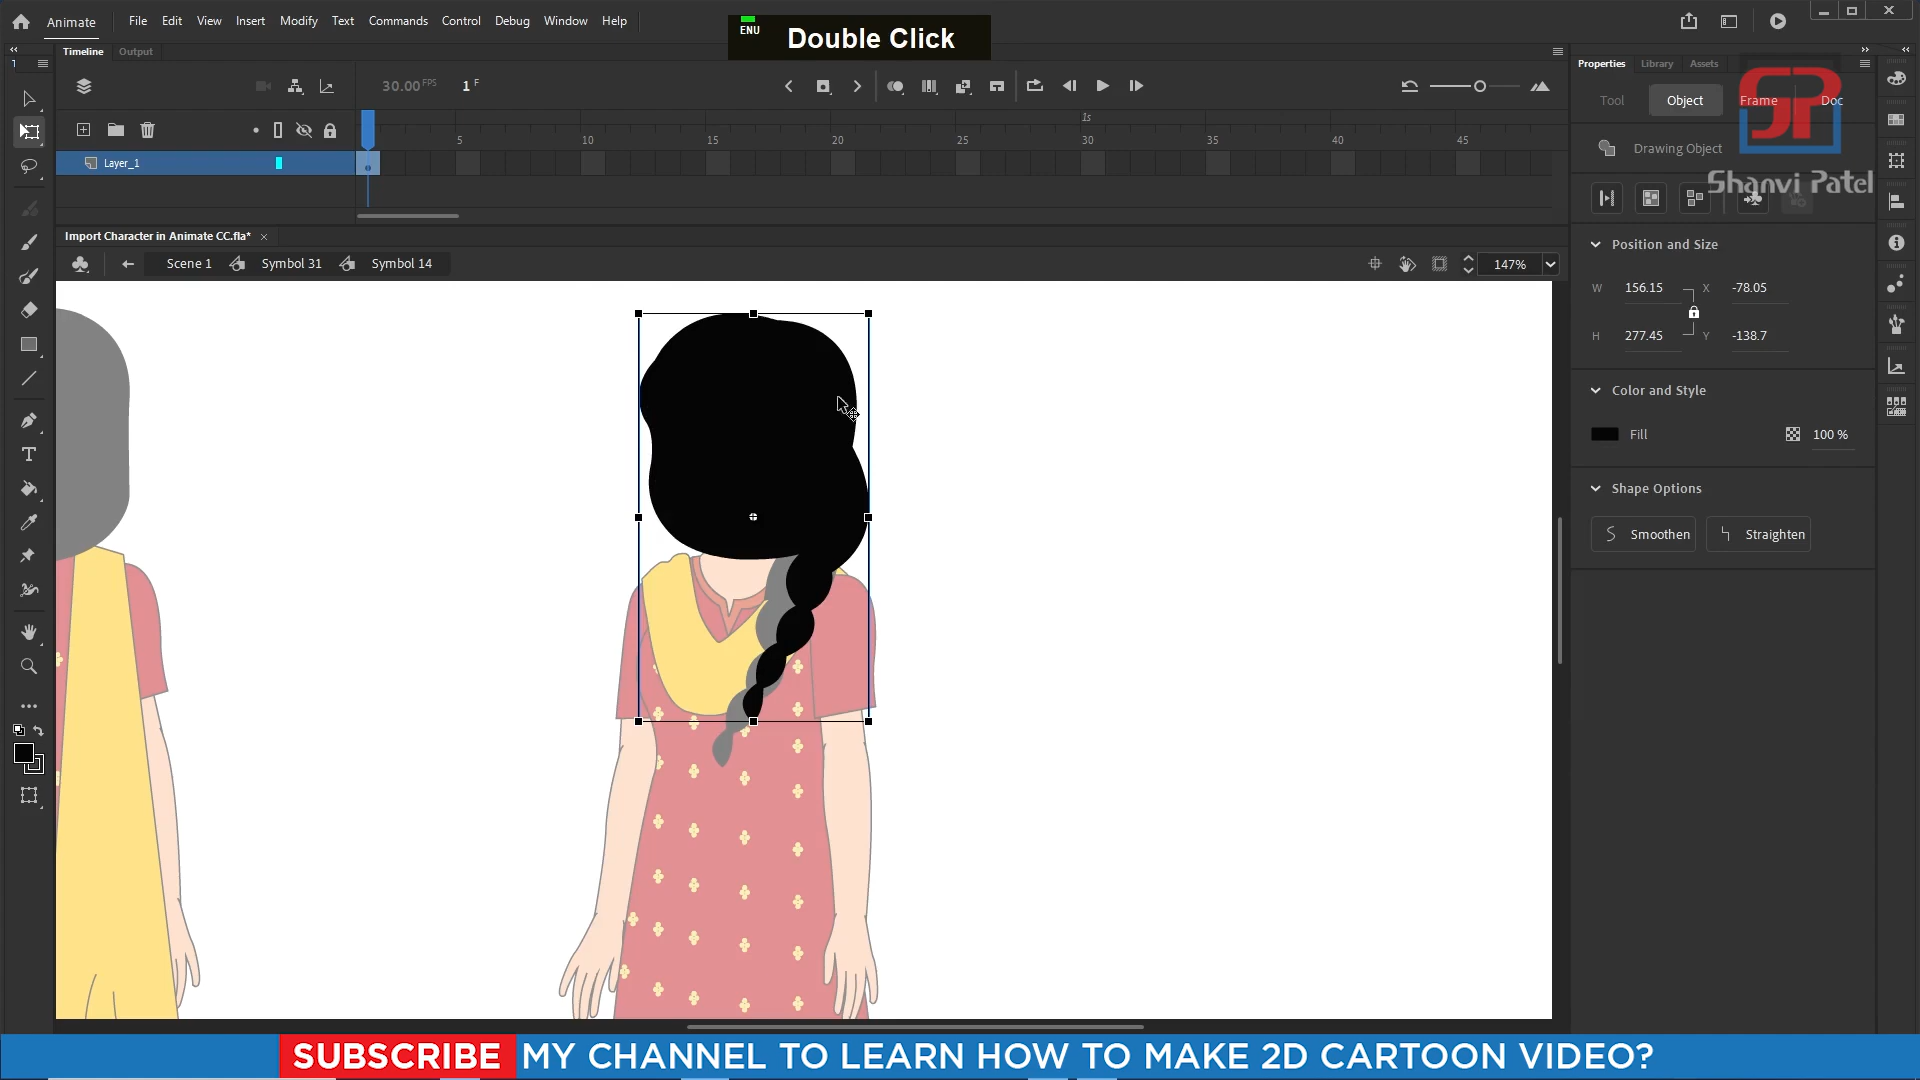 Animate File Edit View Insert Modify Text Commands Control Debug Window Help
ENU Double Click
Timeline Output
30.00 FPS 1 F
1s
5 10 15 20 25 30 35 40 45
Layer_1
Import Character in Animate CC.fla* ×
Scene 1 Symbol 31 Symbol 14
147%
Properties Library Assets
Tool Object Frame Doc
SP
Drawing Object
Shanvi Patel
Position and Size
W 156.15 X -78.05
H 277.45 Y -138.7
Color and Style
Fill 100 %
Shape Options
Smoothen Straighten
SUBSCRIBE MY CHANNEL TO LEARN HOW TO MAKE 2D CARTOON VIDEO?